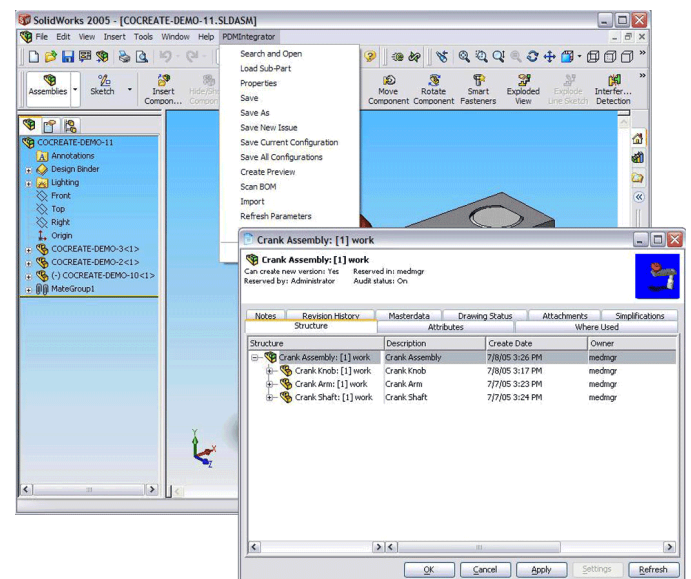 SolidWorks 2005 - [COCREATE-DEMO-11.SLDASM]
File Edit View Insert Tools Window Help PDMIntegrator
Search and Open
Load Sub-Part
Properties
Save
Save As
Save New Issue
Save Current Configuration
Save All Configurations
Create Preview
Scan BOM
Import
Refresh Parameters
Assemblies
Sketch
Insert Compon...
Move Component
Rotate Component
Smart Fasteners
Exploded View
Explode Line Sketch
Interfer... Detection
COCREATE-DEMO-11
Annotations
Design Binder
Lighting
Front
Top
Right
Origin
COCREATE-DEMO-3<1>
COCREATE-DEMO-2<1>
(-) COCREATE-DEMO-10<1>
MateGroup1
Y
X
Z
Crank Assembly: [1] work
Crank Assembly: [1] work
Can create new version: Yes Reserved in: medmgr
Reserved by: Administrator Audit status: On
Notes Revision History Masterdata Drawing Status Attachments Simplifications
Structure Attributes Where Used
Structure Description Create Date Owner
Crank Assembly: [1] work Crank Assembly 7/8/05 3:26 PM medmgr
Crank Knob: [1] work Crank Knob 7/8/05 3:17 PM medmgr
Crank Arm: [1] work Crank Arm 7/7/05 3:23 PM medmgr
Crank Shaft: [1] work Crank Shaft 7/7/05 3:24 PM medmgr
OK Cancel Apply Settings Refresh